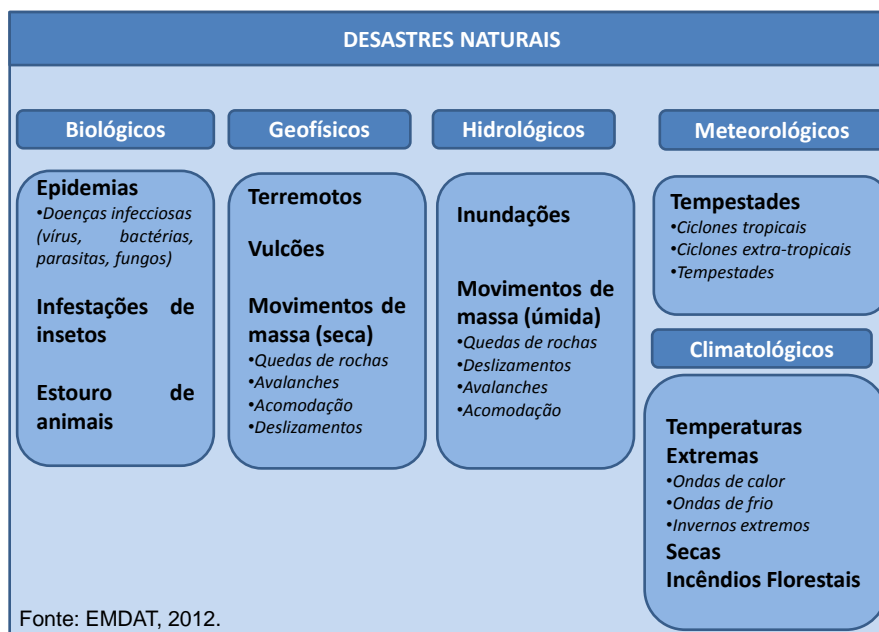 DESASTRES NATURAIS
Biológicos
Epidemias
•Doenças infecciosas
(vírus, bactérias,
parasitas, fungos)
Infestações de
insetos
Estouro de
animais
Geofísicos
Terremotos
Vulcões
Movimentos de
massa (seca)
•Quedas de rochas
•Avalanches
•Acomodação
•Deslizamentos
Hidrológicos
Inundações
Movimentos de
massa (úmida)
•Quedas de rochas
•Deslizamentos
•Avalanches
•Acomodação
Meteorológicos
Tempestades
•Ciclones tropicais
•Ciclones extra-tropicais
•Tempestades
Climatológicos
Temperaturas
Extremas
•Ondas de calor
•Ondas de frio
•Invernos extremos
Secas
Incêndios Florestais
Fonte: EMDAT, 2012.